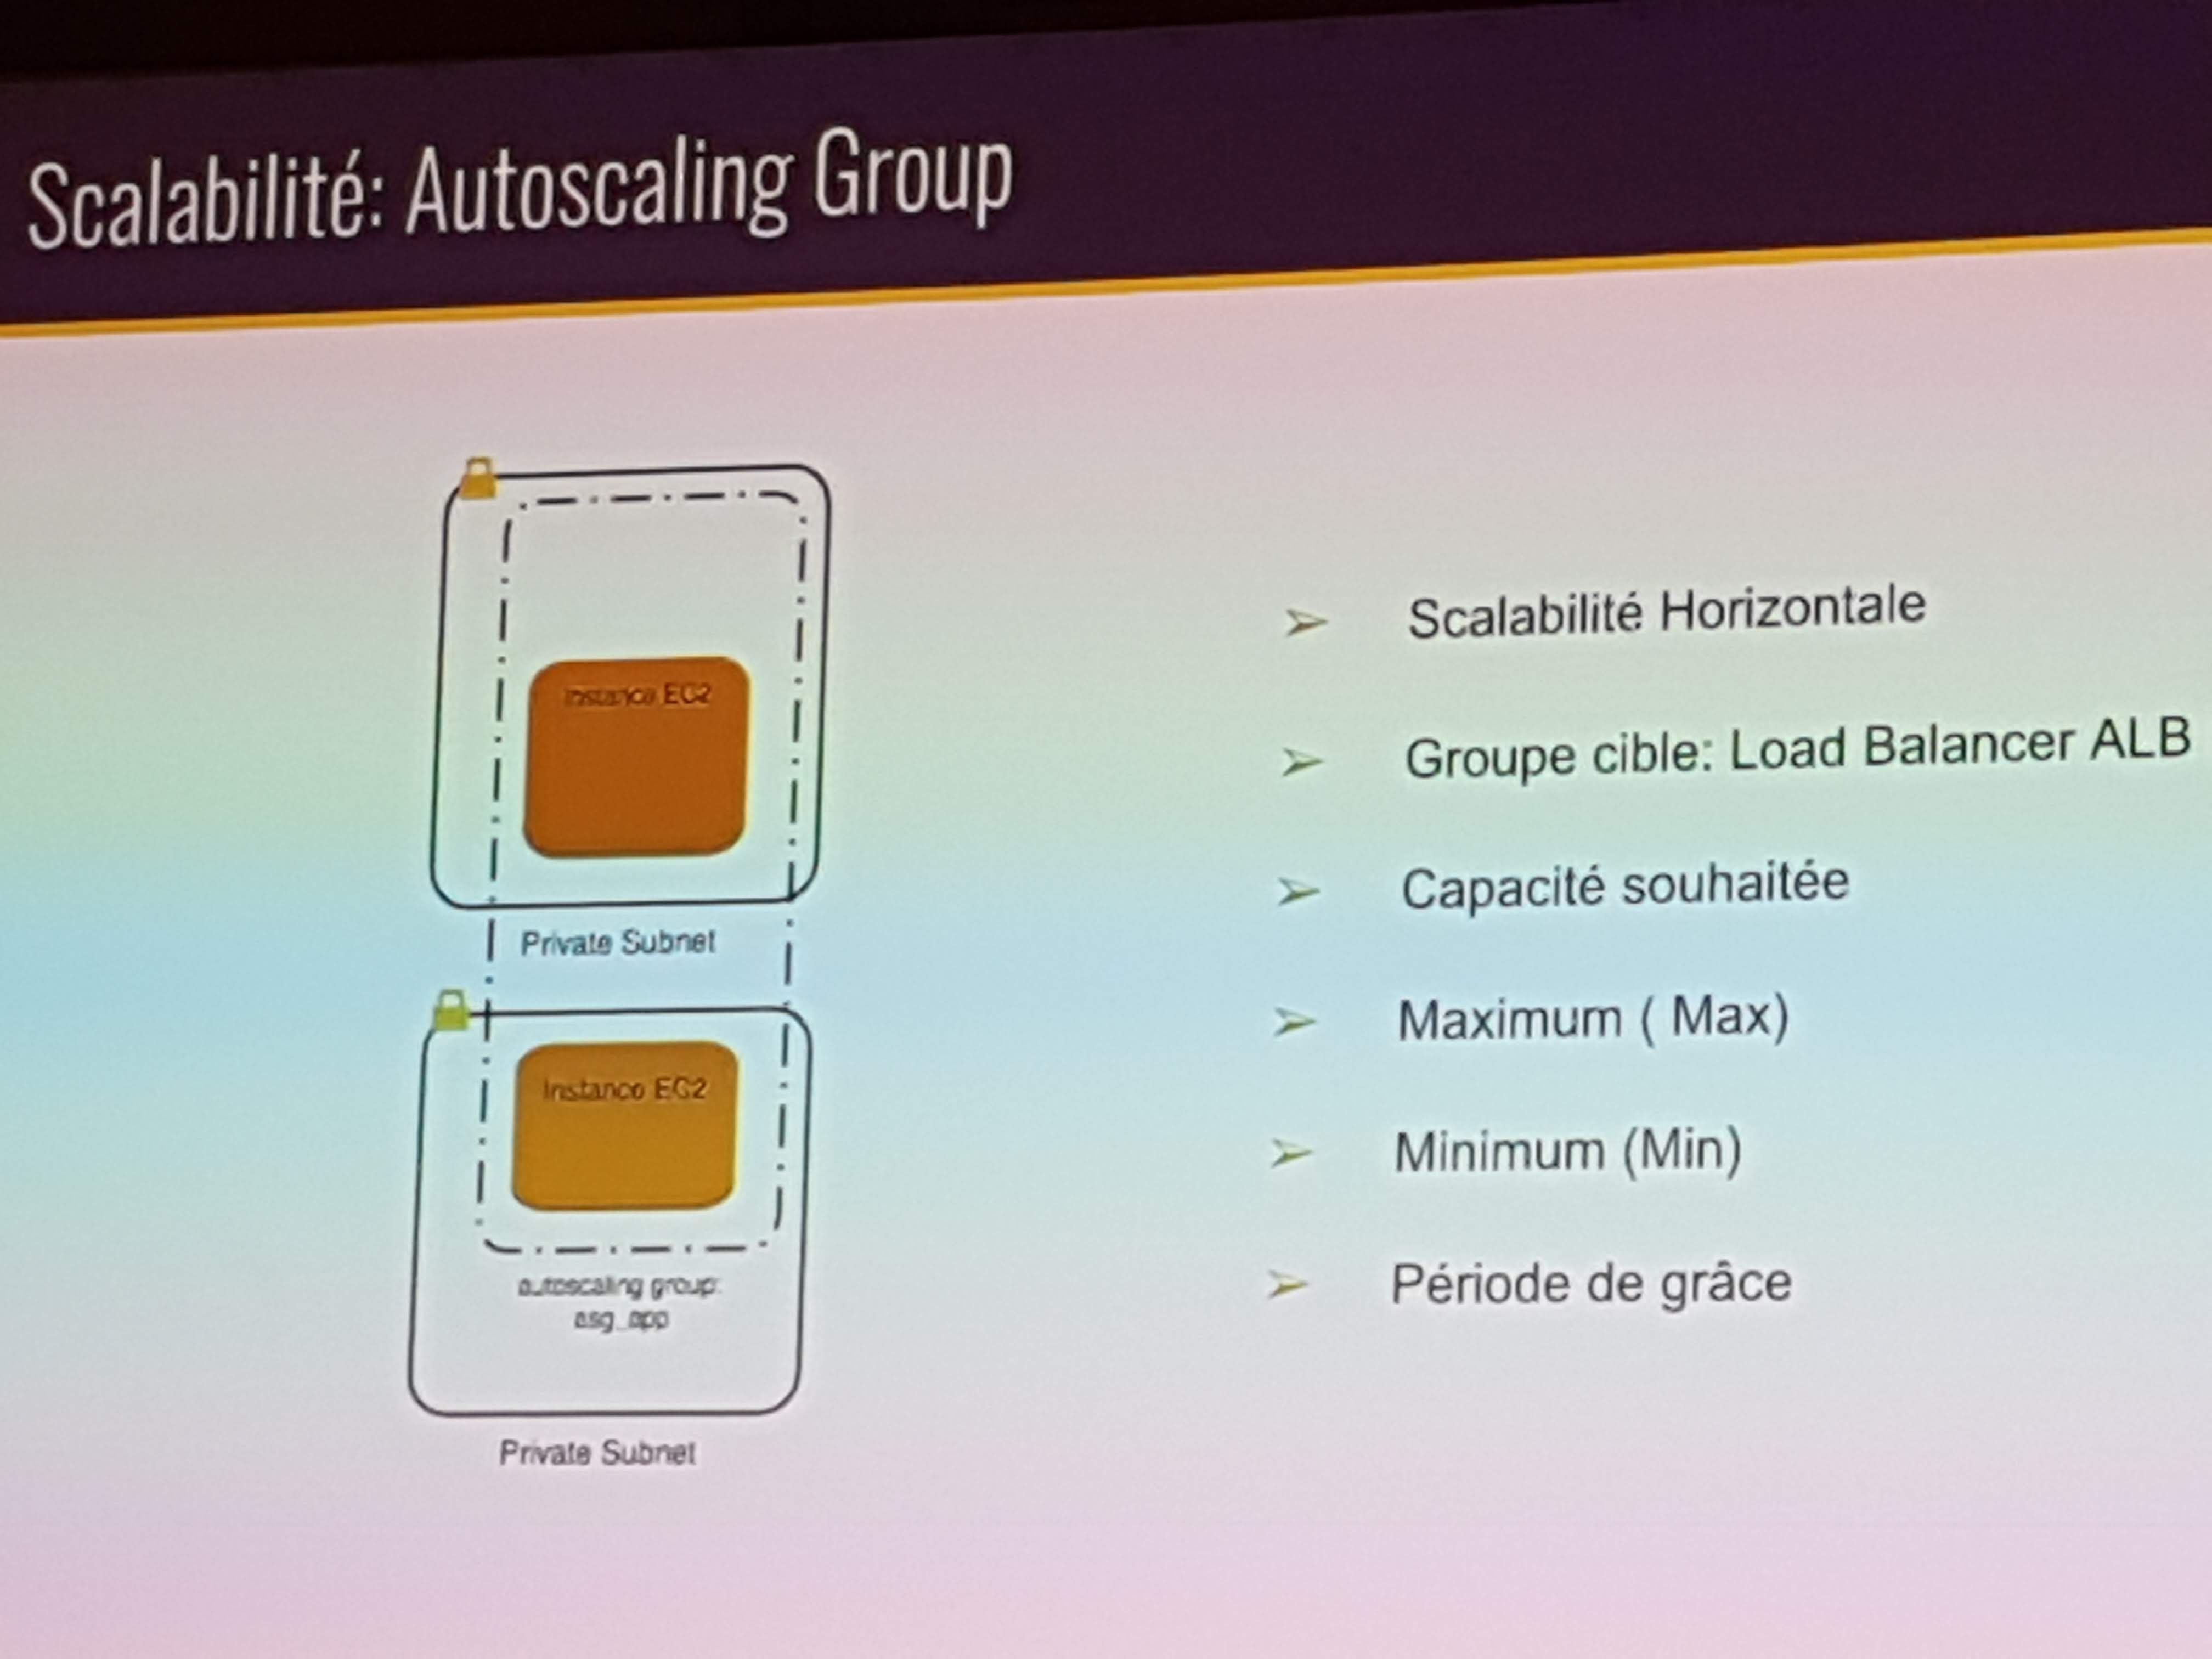 Scalabilité: Autoscaling Group
Instance EC2
Private Subnet
Instance EC2
autoscaling group:
asg_app
Private Subnet
➢ Scalabilité Horizontale
➢ Groupe cible: Load Balancer ALB
➢ Capacité souhaitée
➢ Maximum ( Max)
➢ Minimum (Min)
➢ Période de grâce